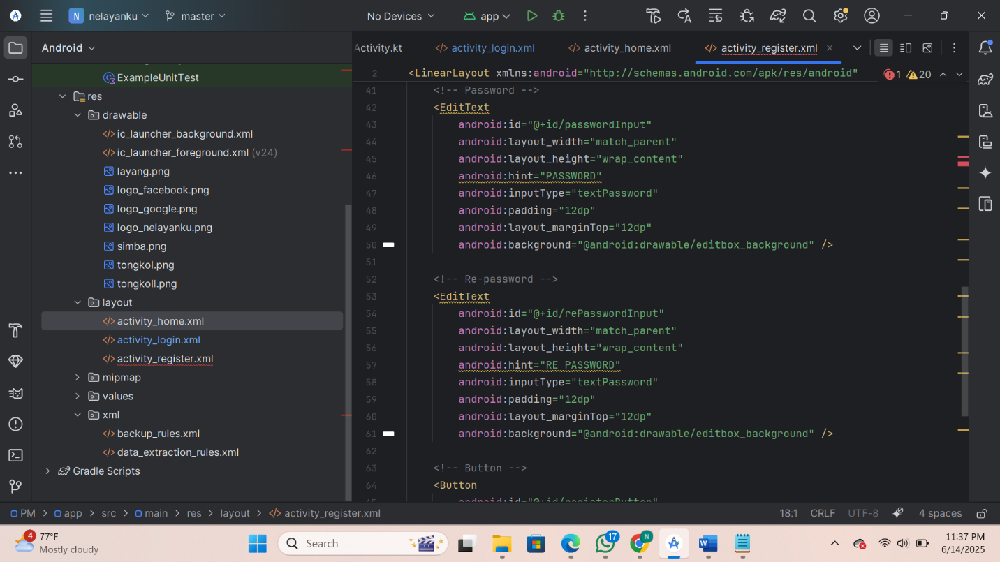 N nelayanku
master
No Devices
app
Android
Activity.kt
activity_login.xml
activity_home.xml
activity_register.xml
ExampleUnitTest
res
drawable
ic_launcher_background.xml
ic_launcher_foreground.xml (v24)
layang.png
logo_facebook.png
logo_google.png
logo_nelayanku.png
simba.png
tongkol.png
tongkoll.png
layout
activity_home.xml
activity_login.xml
activity_register.xml
mipmap
values
xml
backup_rules.xml
data_extraction_rules.xml
Gradle Scripts
2 <LinearLayout xmlns:android="http://schemas.android.com/apk/res/android"
1 20
41 <!-- Password -->
42 <EditText
43 android:id="@+id/passwordInput"
44 android:layout_width="match_parent"
45 android:layout_height="wrap_content"
46 android:hint="PASSWORD"
47 android:inputType="textPassword"
48 android:padding="12dp"
49 android:layout_marginTop="12dp"
50 android:background="@android:drawable/editbox_background" />
51
52 <!-- Re-password -->
53 <EditText
54 android:id="@+id/rePasswordInput"
55 android:layout_width="match_parent"
56 android:layout_height="wrap_content"
57 android:hint="RE PASSWORD"
58 android:inputType="textPassword"
59 android:padding="12dp"
60 android:layout_marginTop="12dp"
61 android:background="@android:drawable/editbox_background" />
62
63 <!-- Button -->
64 <Button
65 android:id="@+id/registerButton"
PM > app > src > main > res > layout > activity_register.xml
18:1 CRLF UTF-8 4 spaces
4
77°F
Mostly cloudy
Search
17
N
W
11:37 PM
6/14/2025